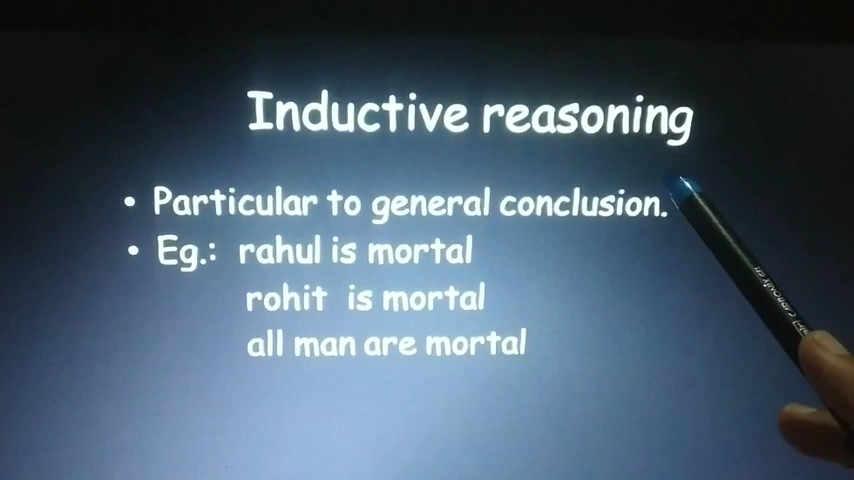 Inductive reasoning
• Particular to general conclusion.
• Eg.: rahul is mortal
rohit is mortal
all man are mortal